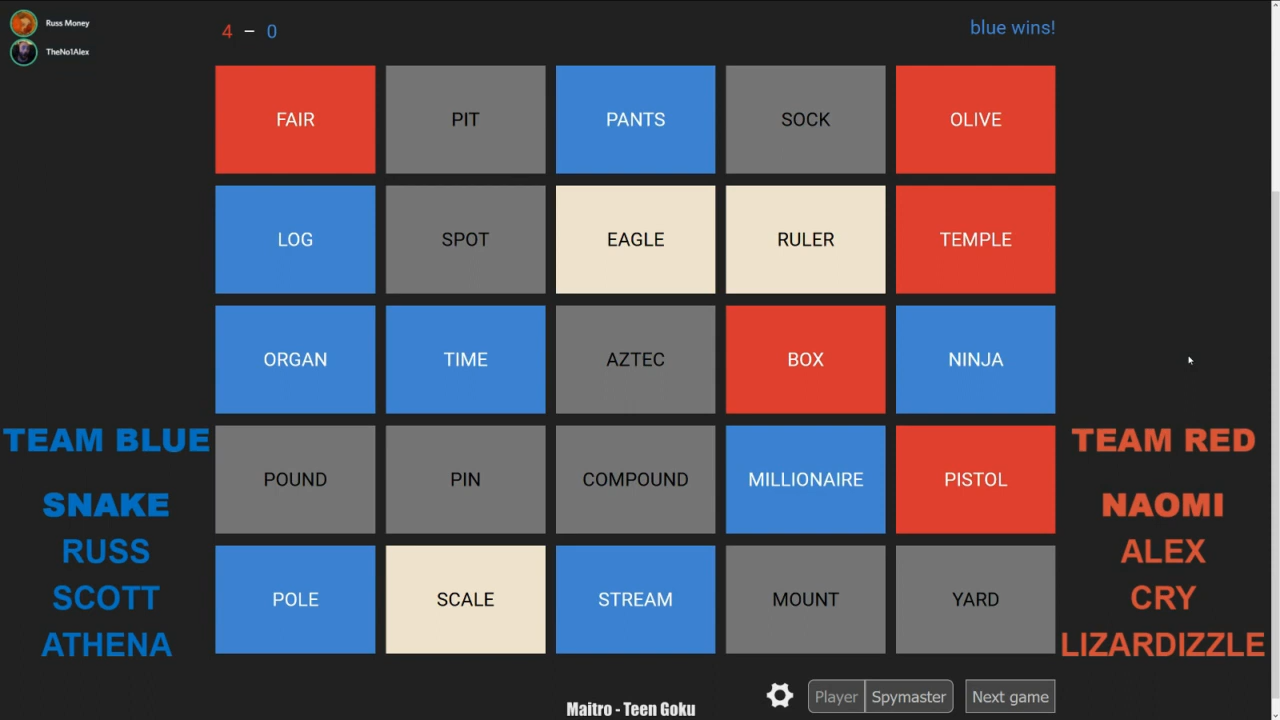 Russ Money
TheNo1Alex
4 – 0
blue wins!
FAIR PIT PANTS SOCK OLIVE
LOG SPOT EAGLE RULER TEMPLE
ORGAN TIME AZTEC BOX NINJA
POUND PIN COMPOUND MILLIONAIRE PISTOL
POLE SCALE STREAM MOUNT YARD
TEAM BLUE
SNAKE
RUSS
SCOTT
ATHENA
TEAM RED
NAOMI
ALEX
CRY
LIZARDIZZLE
Player Spymaster Next game
Maitro - Teen Goku